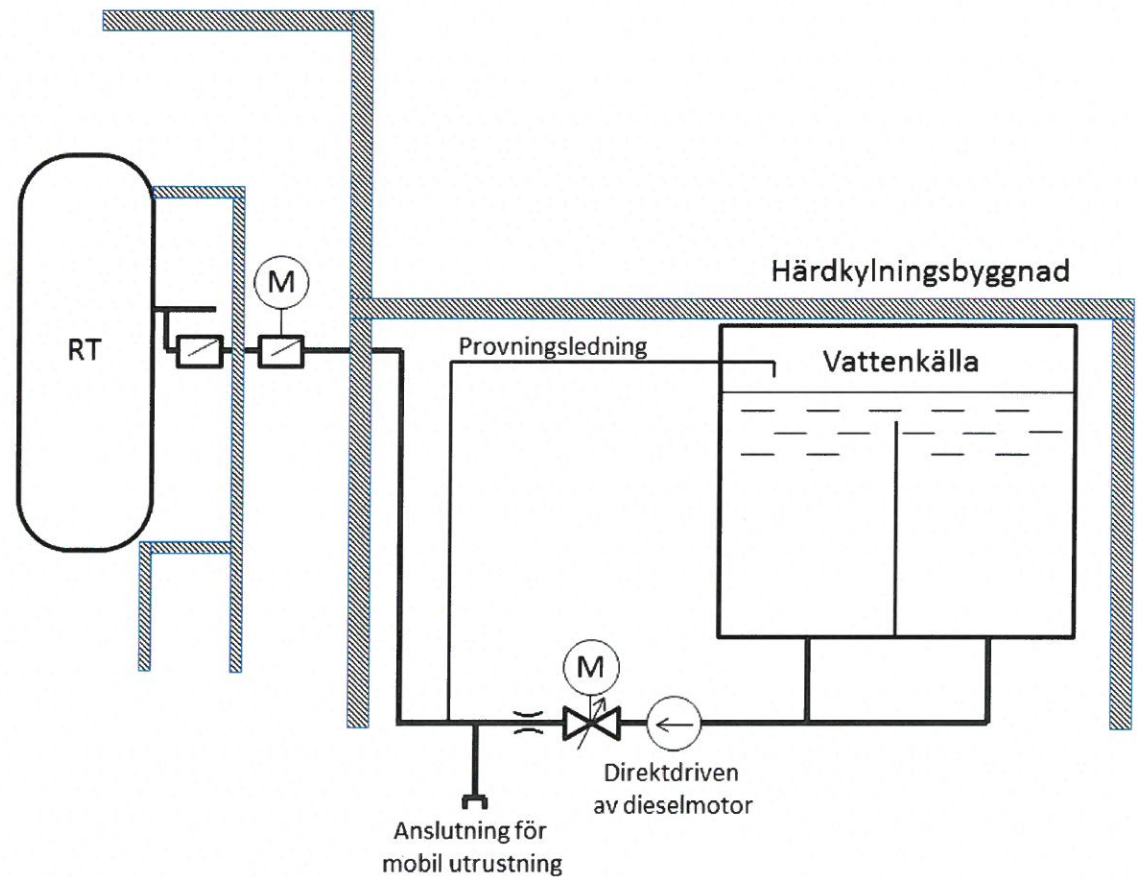 Härdkylningsbyggnad
M
RT
Provningsledning
Vattenkälla
M
Direktdriven
av dieselmotor
Anslutning för
mobil utrustning